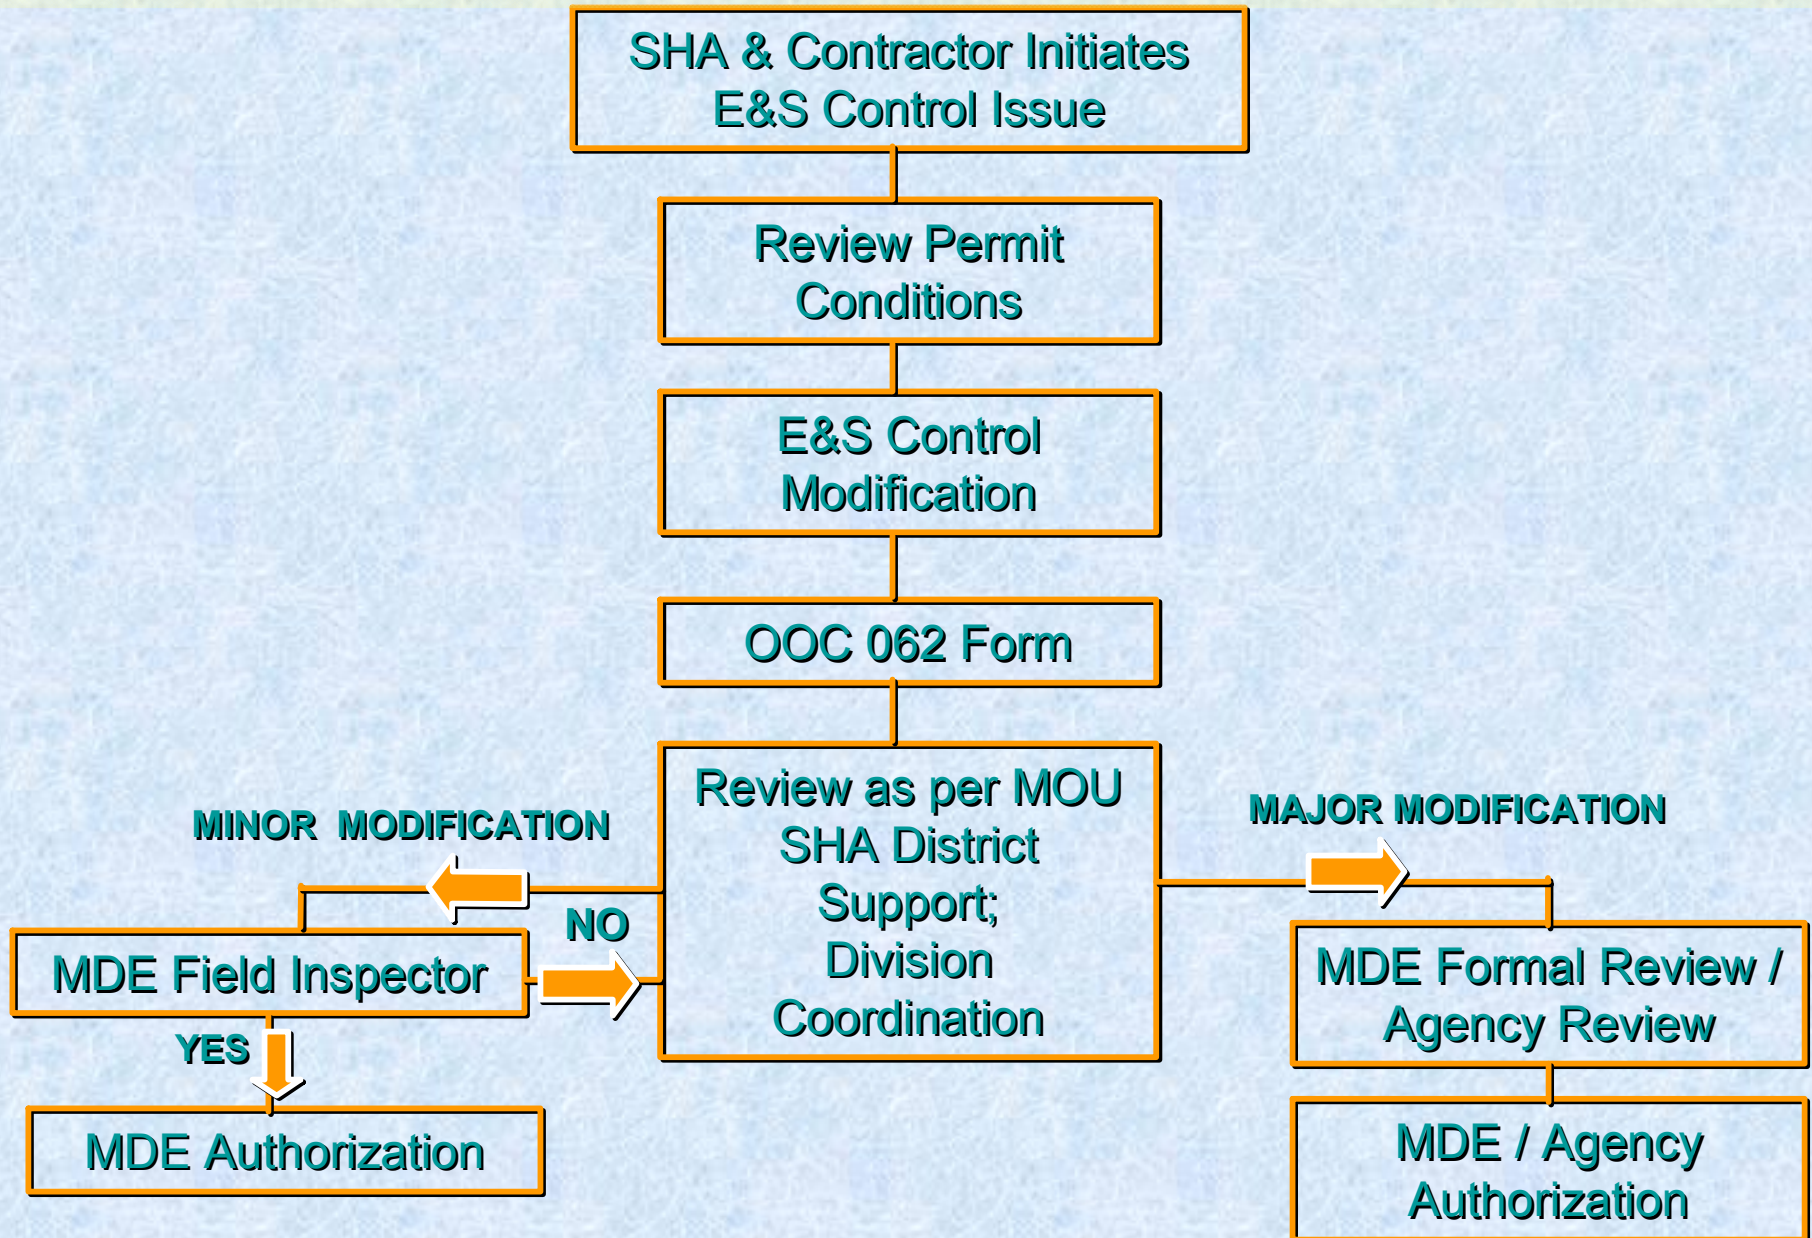 SHA & Contractor Initiates
E&S Control Issue
Review Permit
Conditions
E&S Control
Modification
OOC 062 Form
Review as per MOU
SHA District
Support;
Division
Coordination
MINOR MODIFICATION
MAJOR MODIFICATION
NO
MDE Field Inspector
YES
MDE Authorization
MDE Formal Review /
Agency Review
MDE / Agency
Authorization